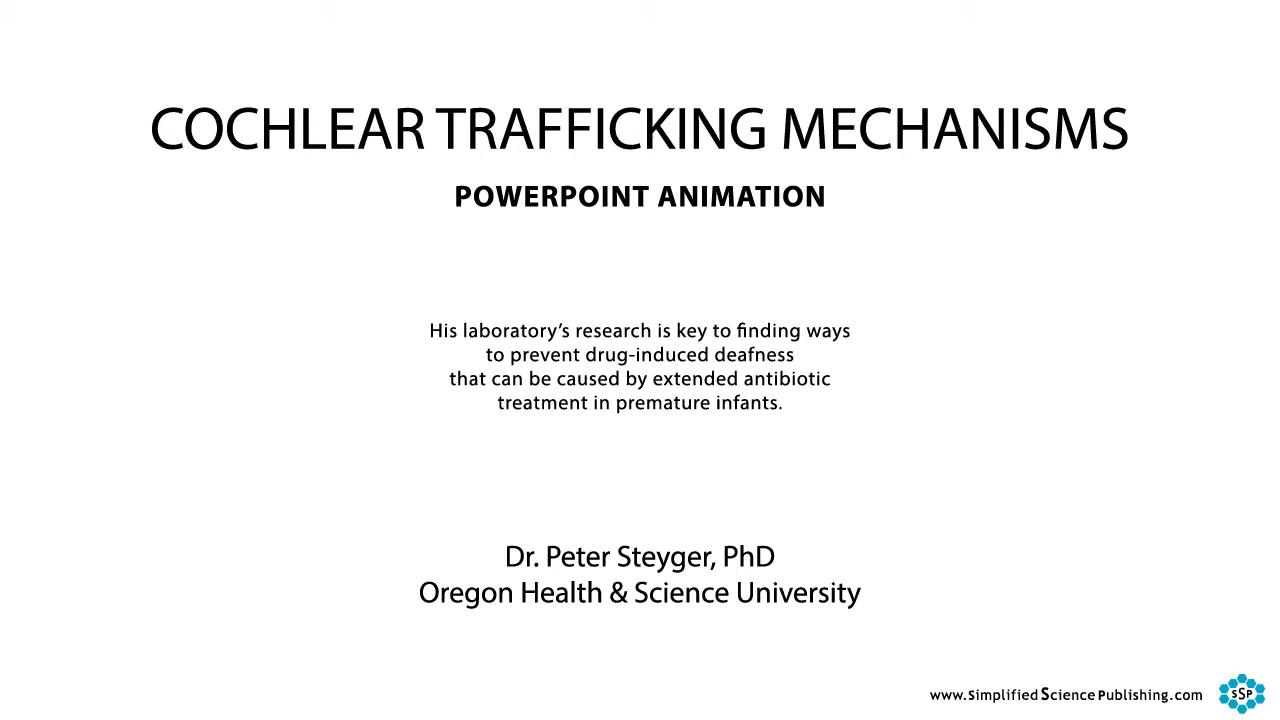 COCHLEAR TRAFFICKING MECHANISMS
POWERPOINT ANIMATION
His laboratory’s research is key to finding ways
to prevent drug-induced deafness
that can be caused by extended antibiotic
treatment in premature infants.
Dr. Peter Steyger, PhD
Oregon Health & Science University
www.SimplifiedSciencePublishing.com
SSP